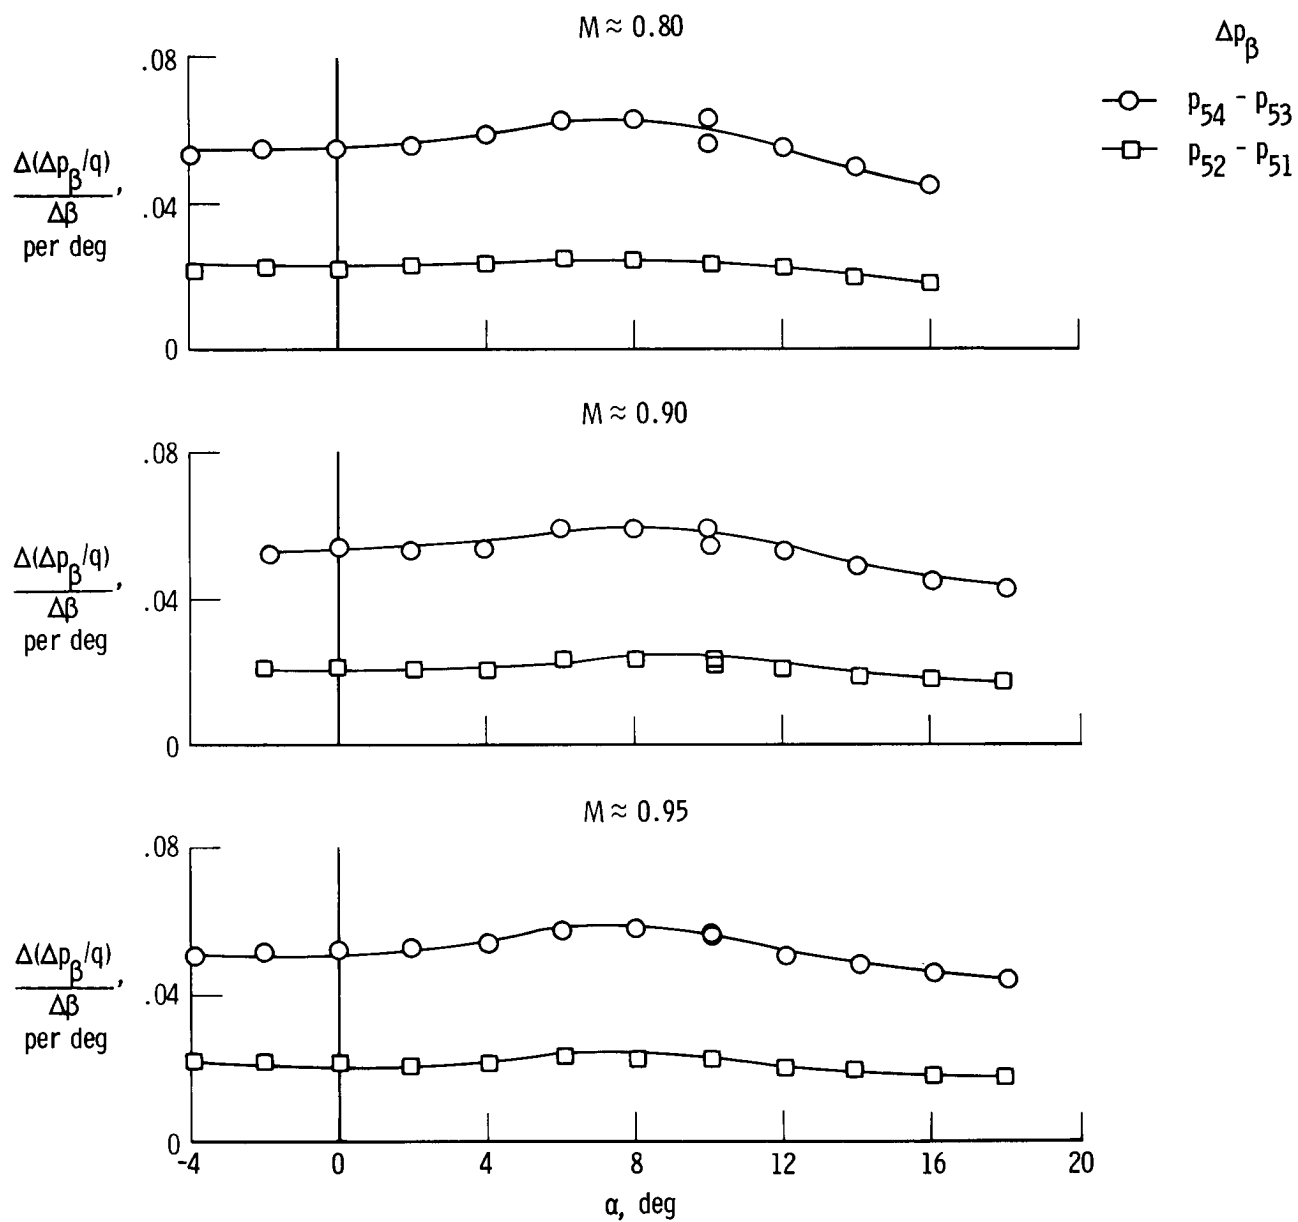 M ≈ 0.80
Δp_β
p_54 - p_53
p_52 - p_51
.08
.04
0
Δ(Δp_β/q)
Δβ ,
per deg
M ≈ 0.90
.08
.04
0
Δ(Δp_β/q)
Δβ ,
per deg
M ≈ 0.95
.08
.04
0
Δ(Δp_β/q)
Δβ ,
per deg
-4 0 4 8 12 16 20
α, deg